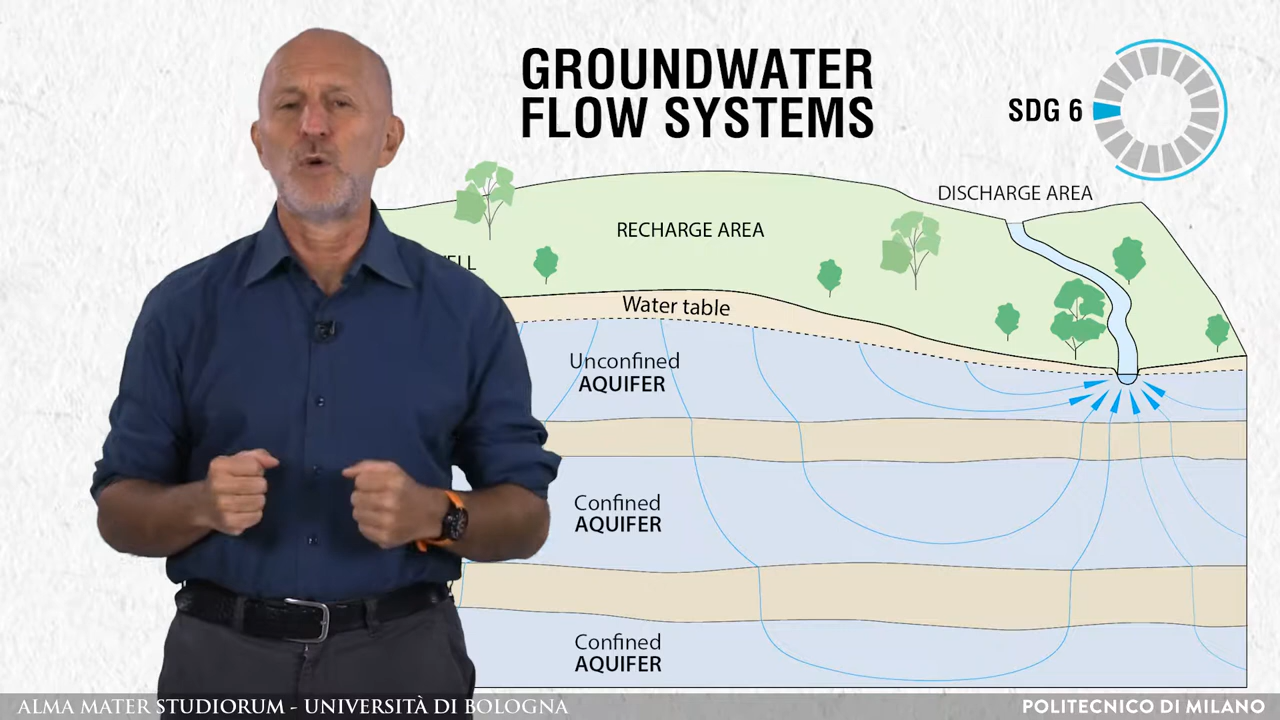 GROUNDWATER
FLOW SYSTEMS
SDG 6
DISCHARGE AREA
RECHARGE AREA
Water table
Unconfined
AQUIFER
Confined
AQUIFER
Confined
AQUIFER
ALMA MATER STUDIORUM - UNIVERSITÀ DI BOLOGNA
POLITECNICO DI MILANO